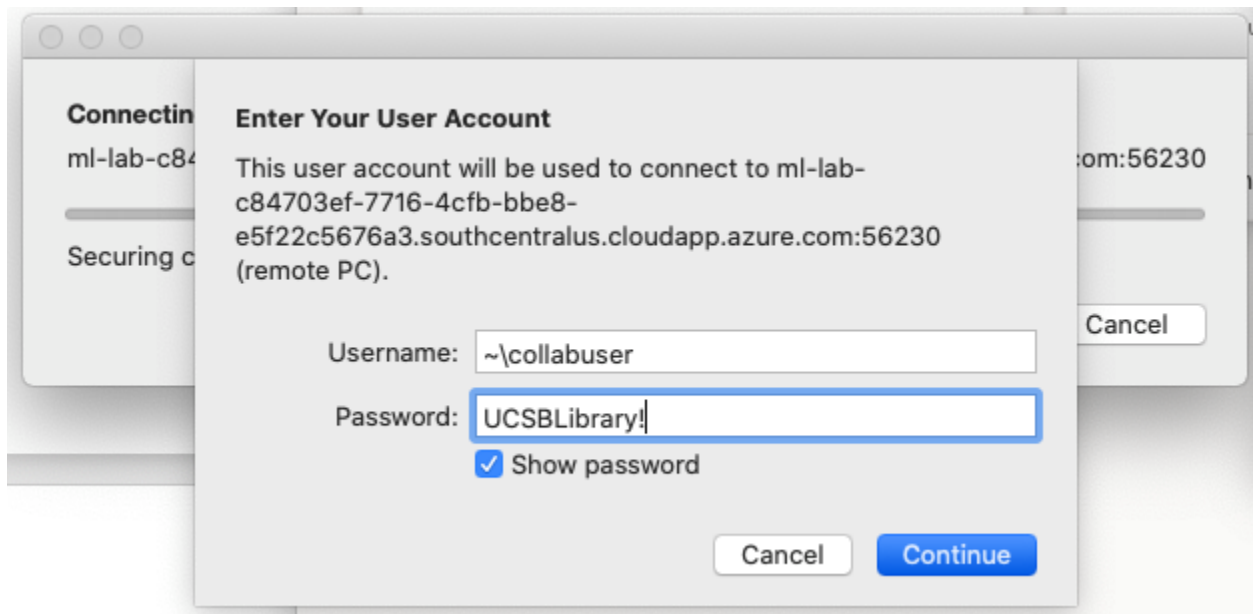 Connectin
ml-lab-c84
Securing c
Enter Your User Account
This user account will be used to connect to ml-lab-
c84703ef-7716-4cfb-bbe8-
e5f22c5676a3.southcentralus.cloudapp.azure.com:56230
(remote PC).
Username: ~\collabuser
Password: UCSBLibrary!
Show password
Cancel Continue
com:56230
Cancel